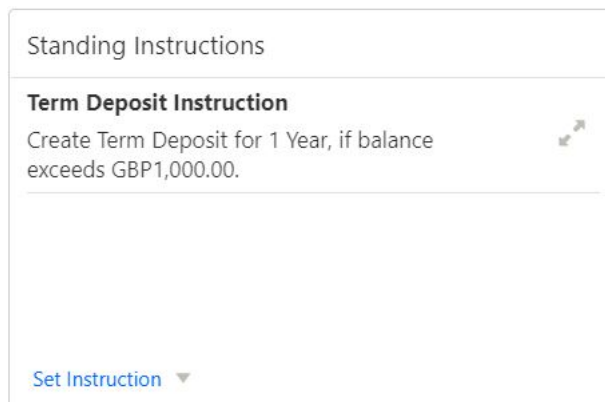 Standing Instructions
Term Deposit Instruction
Create Term Deposit for 1 Year, if balance
exceeds GBP1,000.00.
Set Instruction